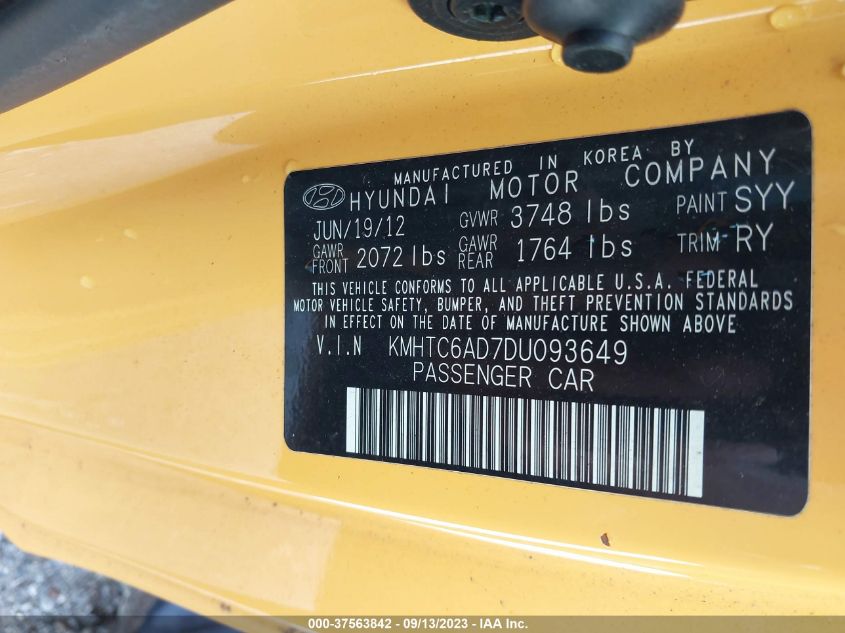 MANUFACTURED IN KOREA BY
HYUNDAI MOTOR COMPANY
JUN/19/12 GVWR 3748 lbs PAINT SYY
GAWR FRONT 2072 lbs GAWR REAR 1764 lbs TRIM RY
THIS VEHICLE CONFORMS TO ALL APPLICABLE U.S.A. FEDERAL
MOTOR VEHICLE SAFETY, BUMPER, AND THEFT PREVENTION STANDARDS
IN EFFECT ON THE DATE OF MANUFACTURE SHOWN ABOVE
V.I.N KMHTC6AD7DU093649
PASSENGER CAR
000-37563842 - 09/13/2023 - IAA Inc.